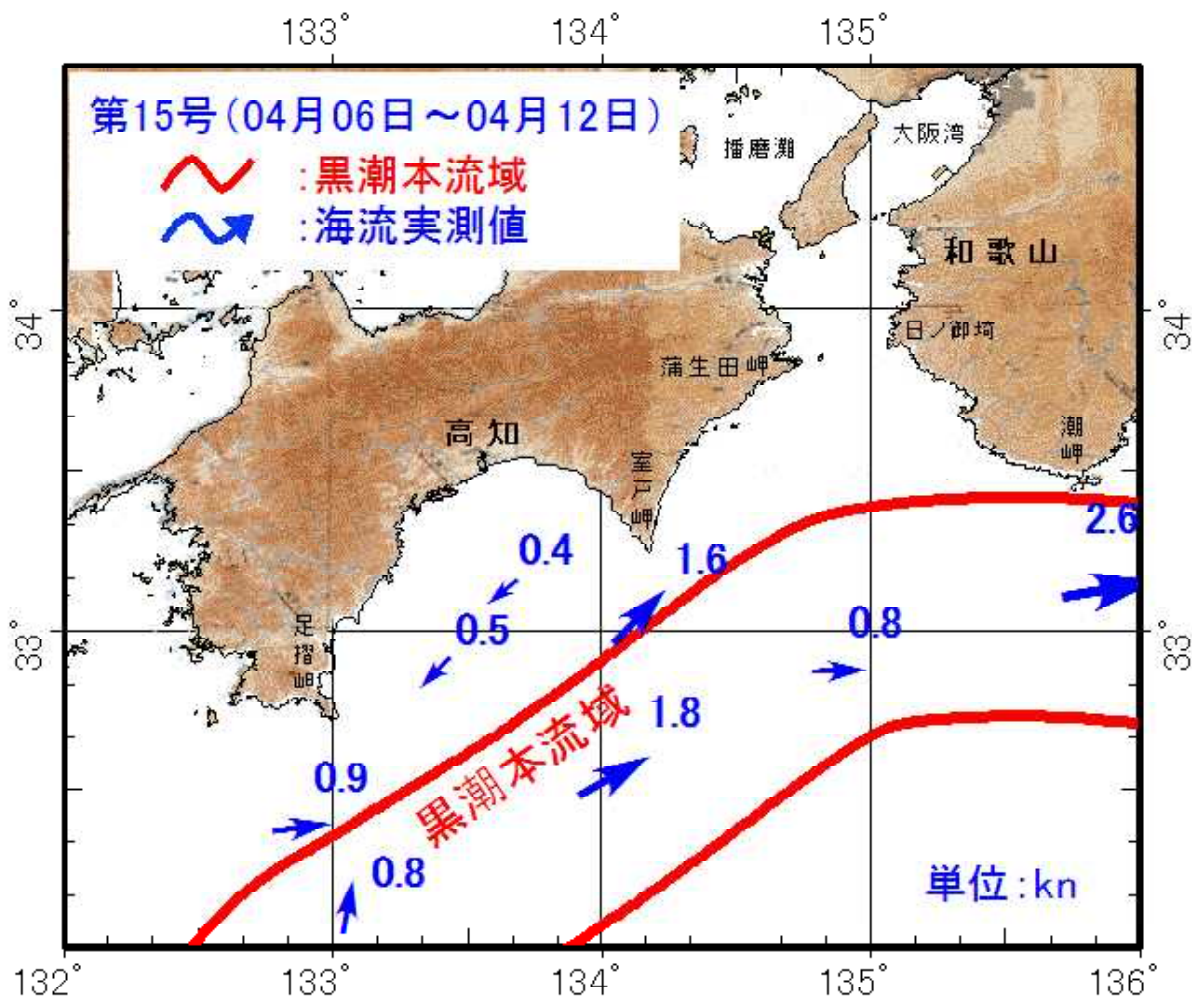 133° 134° 135°
第15号(04月06日～04月12日)
:黒潮本流域
:海流実測値
播磨灘
大阪湾
和歌山
34°
34°
日ノ御埼
蒲生田岬
高知
潮岬
室戸岬
2.6
0.4
1.6
足摺岬
0.5
0.8
33°
33°
1.8
黒潮本流域
0.9
0.8
単位:kn
132° 133° 134° 135° 136°